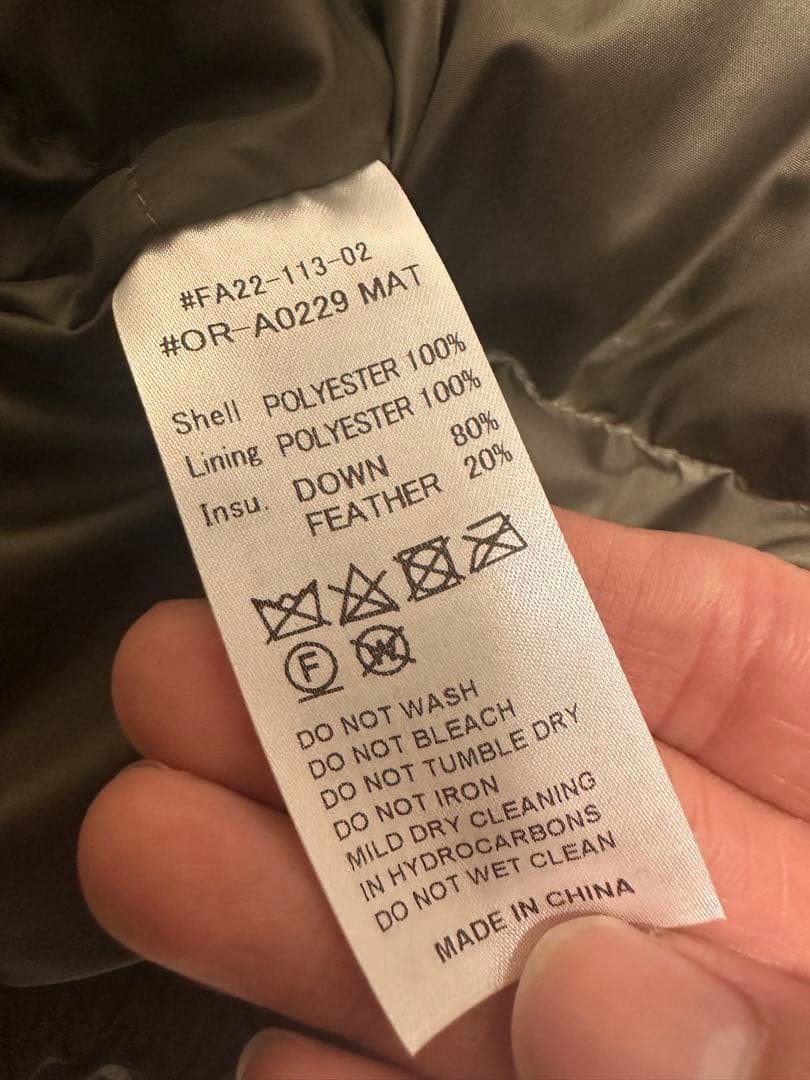 #FA22-113-02
#OR-A0229 MAT
Shell POLYESTER 100%
Lining POLYESTER 100%
Insu. DOWN 80%
FEATHER 20%
F W
DO NOT WASH
DO NOT BLEACH
DO NOT TUMBLE DRY
DO NOT IRON
MILD DRY CLEANING
IN HYDROCARBONS
DO NOT WET CLEAN
MADE IN CHINA